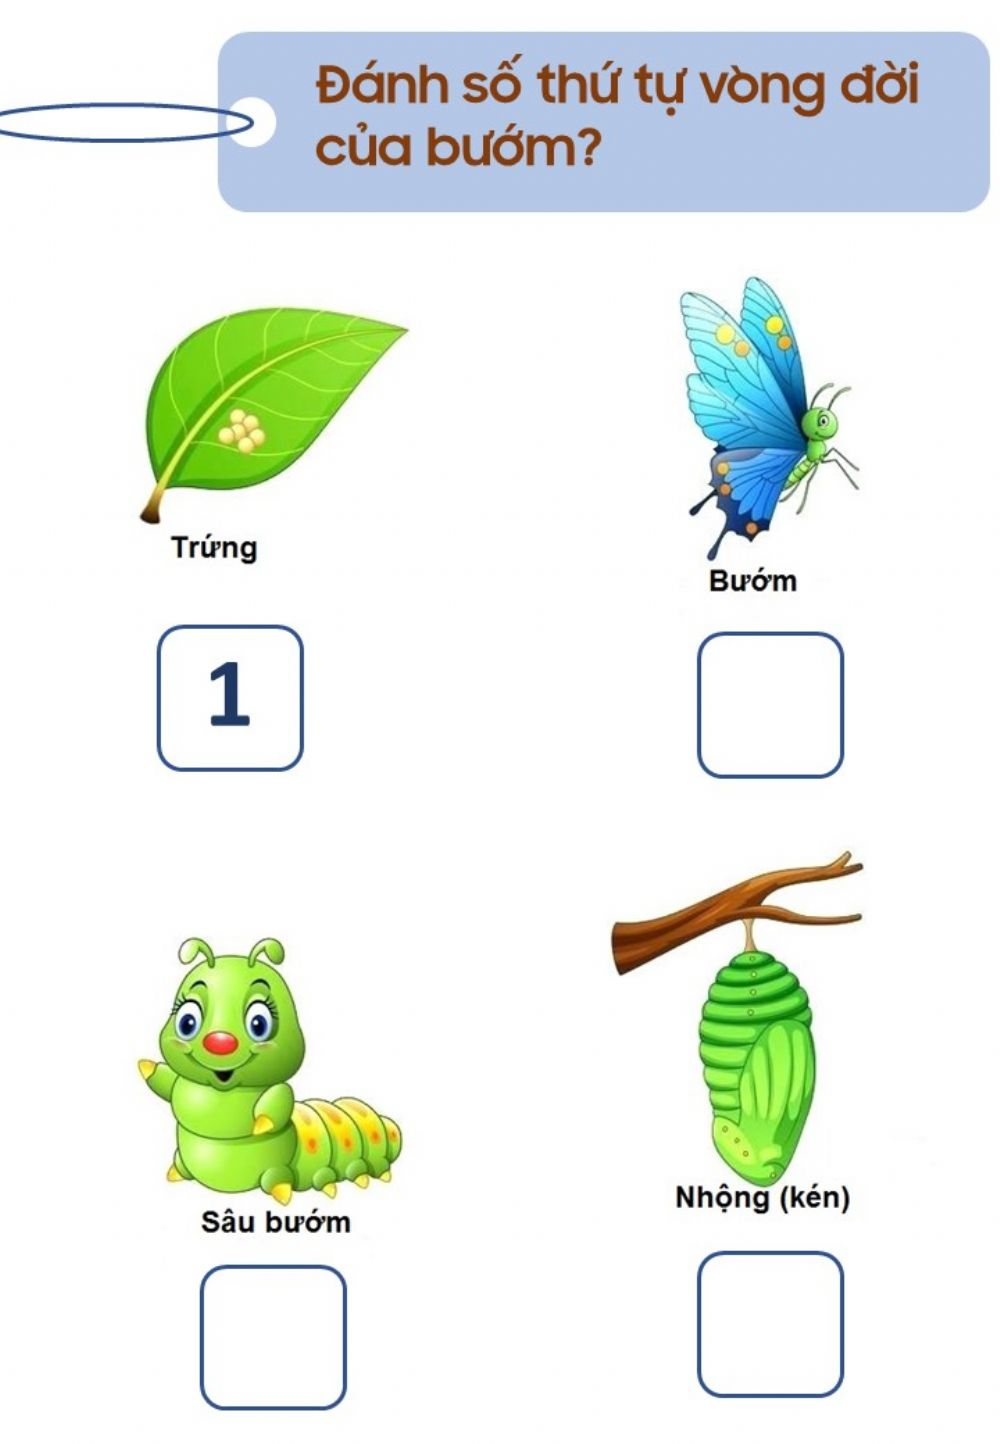 Đánh số thứ tự vòng đời
của bướm?
Trứng
Bướm
1
Sâu bướm
Nhộng (kén)